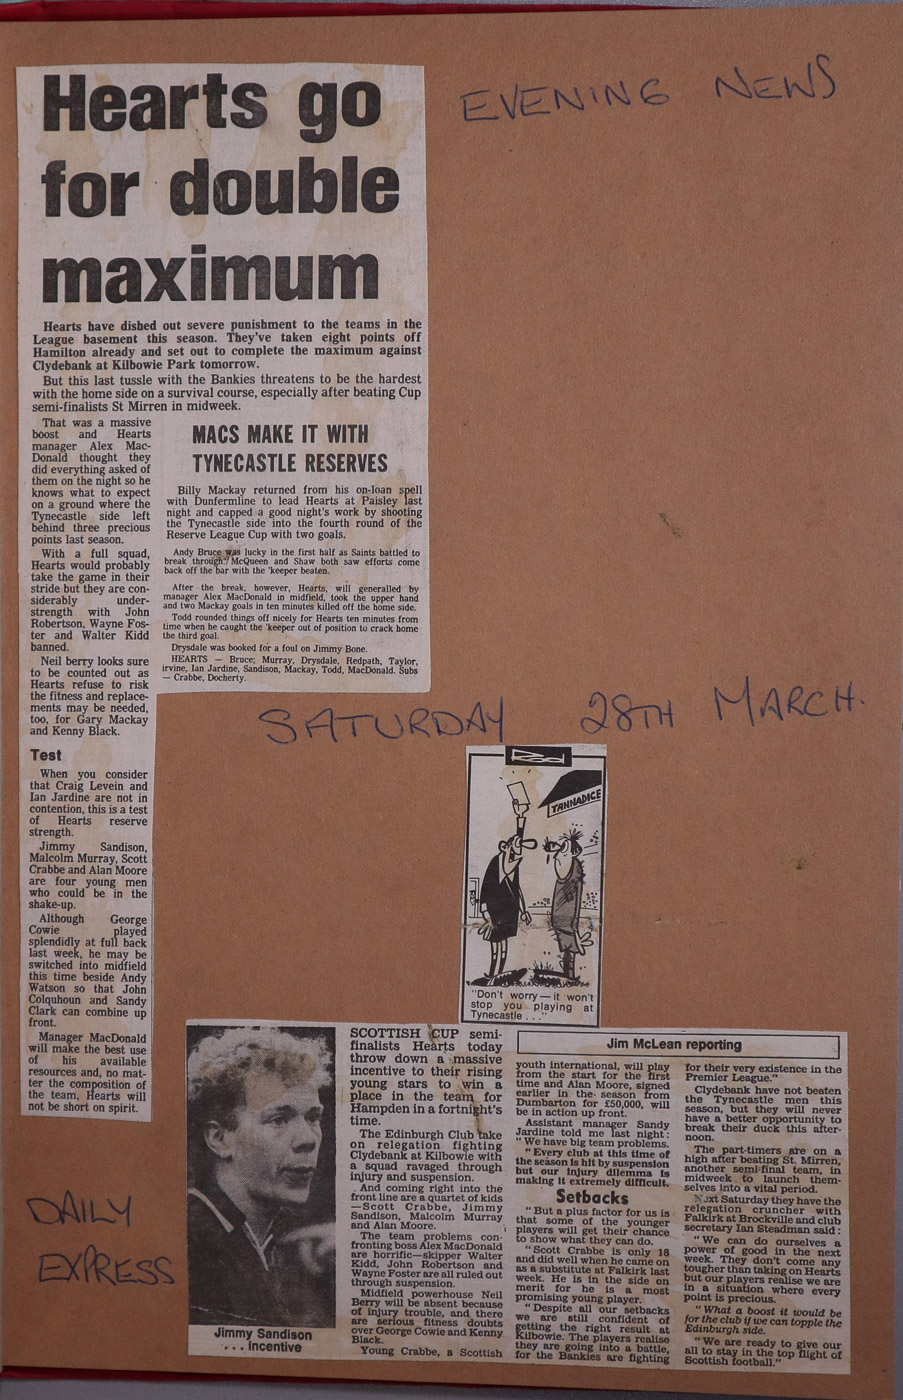 EVENING NEWS
Hearts go
for double
maximum
Hearts have dished out severe punishment to the teams in the
League basement this season. They've taken eight points off
Hamilton already and set out to complete the maximum against
Clydebank at Kilbowie Park tomorrow.
But this last tussle with the Bankies threatens to be the hardest
with the home side on a survival course, especially after beating Cup
semi-finalists St Mirren in midweek.
That was a massive
boost and Hearts
manager Alex Mac-
Donald thought they
did everything asked of
them on the night so he
knows what to expect
on a ground where the
Tynecastle side left
behind three precious
points last season.
With a full squad,
Hearts would probably
take the game in their
stride but they are con-
siderably under-
strength with John
Robertson, Wayne Fos-
ter and Walter Kidd
banned.
Neil berry looks sure
to be counted out as
Hearts refuse to risk
the fitness and replace-
ments may be needed,
too, for Gary Mackay
and Kenny Black.
Test
When you consider
that Craig Levein and
Ian Jardine are not in
contention, this is a test
of Hearts reserve
strength.
Jimmy Sandison,
Malcolm Murray, Scott
Crabbe and Alan Moore
are four young men
who could be in the
shake-up.
Although George
Cowie played
splendidly at full back
last week, he may be
switched into midfield
this time beside Andy
Watson so that John
Colquhoun and Sandy
Clark can combine up
front.
Manager MacDonald
will make the best use
of his available
resources and, no mat-
ter the composition of
the team, Hearts will
not be short on spirit.
MACS MAKE IT WITH
TYNECASTLE RESERVES
Billy Mackay returned from his on-loan spell
with Dunfermline to lead Hearts at Paisley last
night and capped a good night's work by shooting
the Tynecastle side into the fourth round of the
Reserve League Cup with two goals.
Andy Bruce was lucky in the first half as Saints battled to
break through. McQueen and Shaw both saw efforts come
back off the bar with the 'keeper beaten.
After the break, however, Hearts, will generalled by
manager Alex MacDonald in midfield, took the upper hand
and two Mackay goals in ten minutes killed off the home side.
Todd rounded things off nicely for Hearts ten minutes from
time when he caught the 'keeper out of position to crack home
the third goal.
Drysdale was booked for a foul on Jimmy Bone.
HEARTS — Bruce; Murray, Drysdale, Redpath, Taylor,
irvine, Ian Jardine, Sandison, Mackay, Todd, MacDonald. Subs
— Crabbe, Docherty.
SATURDAY 28TH MARCH.
Rod
TANNADICE
"Don't worry—it won't
stop you playing at
Tynecastle . . ."
DAILY
EXPRESS
Jimmy Sandison
. . . Incentive
SCOTTISH CUP semi-
finalists Hearts today
throw down a massive
incentive to their rising
young stars to win a
place in the team for
Hampden in a fortnight's
time.
The Edinburgh Club take
on relegation fighting
Clydebank at Kilbowie with
a squad ravaged through
injury and suspension.
And coming right into the
front line are a quartet of kids
—Scott Crabbe, Jimmy
Sandison, Malcolm Murray
and Alan Moore.
The team problems con-
fronting boss Alex MacDonald
are horrific—skipper Walter
Kidd, John Robertson and
Wayne Foster are all ruled out
through suspension.
Midfield powerhouse Neil
Berry will be absent because
of injury trouble, and there
are serious fitness doubts
over George Cowie and Kenny
Black.
Young Crabbe, a Scottish
Jim McLean reporting
youth international, will play
from the start for the first
time and Alan Moore, signed
earlier in the season from
Dumbarton for £50,000, will
be in action up front.
Assistant manager Sandy
Jardine told me last night:
"We have big team problems.
"Every club at this time of
the season is hit by suspension
but our injury dilemma is
making it extremely difficult.
Setbacks
"But a plus factor for us is
that some of the younger
players will get their chance
to show what they can do.
"Scott Crabbe is only 18
and did well when he came on
as a substitute at Falkirk last
week. He is in the side on
merit for he is a most
promising young player.
"Despite all our setbacks
we are still confident of
getting the right result at
Kilbowie. The players realise
they are going into a battle,
for the Bankies are fighting
for their very existence in the
Premier League."
Clydebank have not beaten
the Tynecastle men this
season, but they will never
have a better opportunity to
break their duck this after-
noon.
The part-timers are on a
high after beating St. Mirren,
another semi-final team, in
midweek to launch them-
selves into a vital period.
Next Saturday they have the
relegation cruncher with
Falkirk at Brockville and club
secretary Ian Steadman said:
"We can do ourselves a
power of good in the next
week. They don't come any
tougher than taking on Hearts
but our players realise we are
in a situation where every
point is precious.
"What a boost it would be
for the club if we can topple the
Edinburgh side.
"We are ready to give our
all to stay in the top flight of
Scottish football."